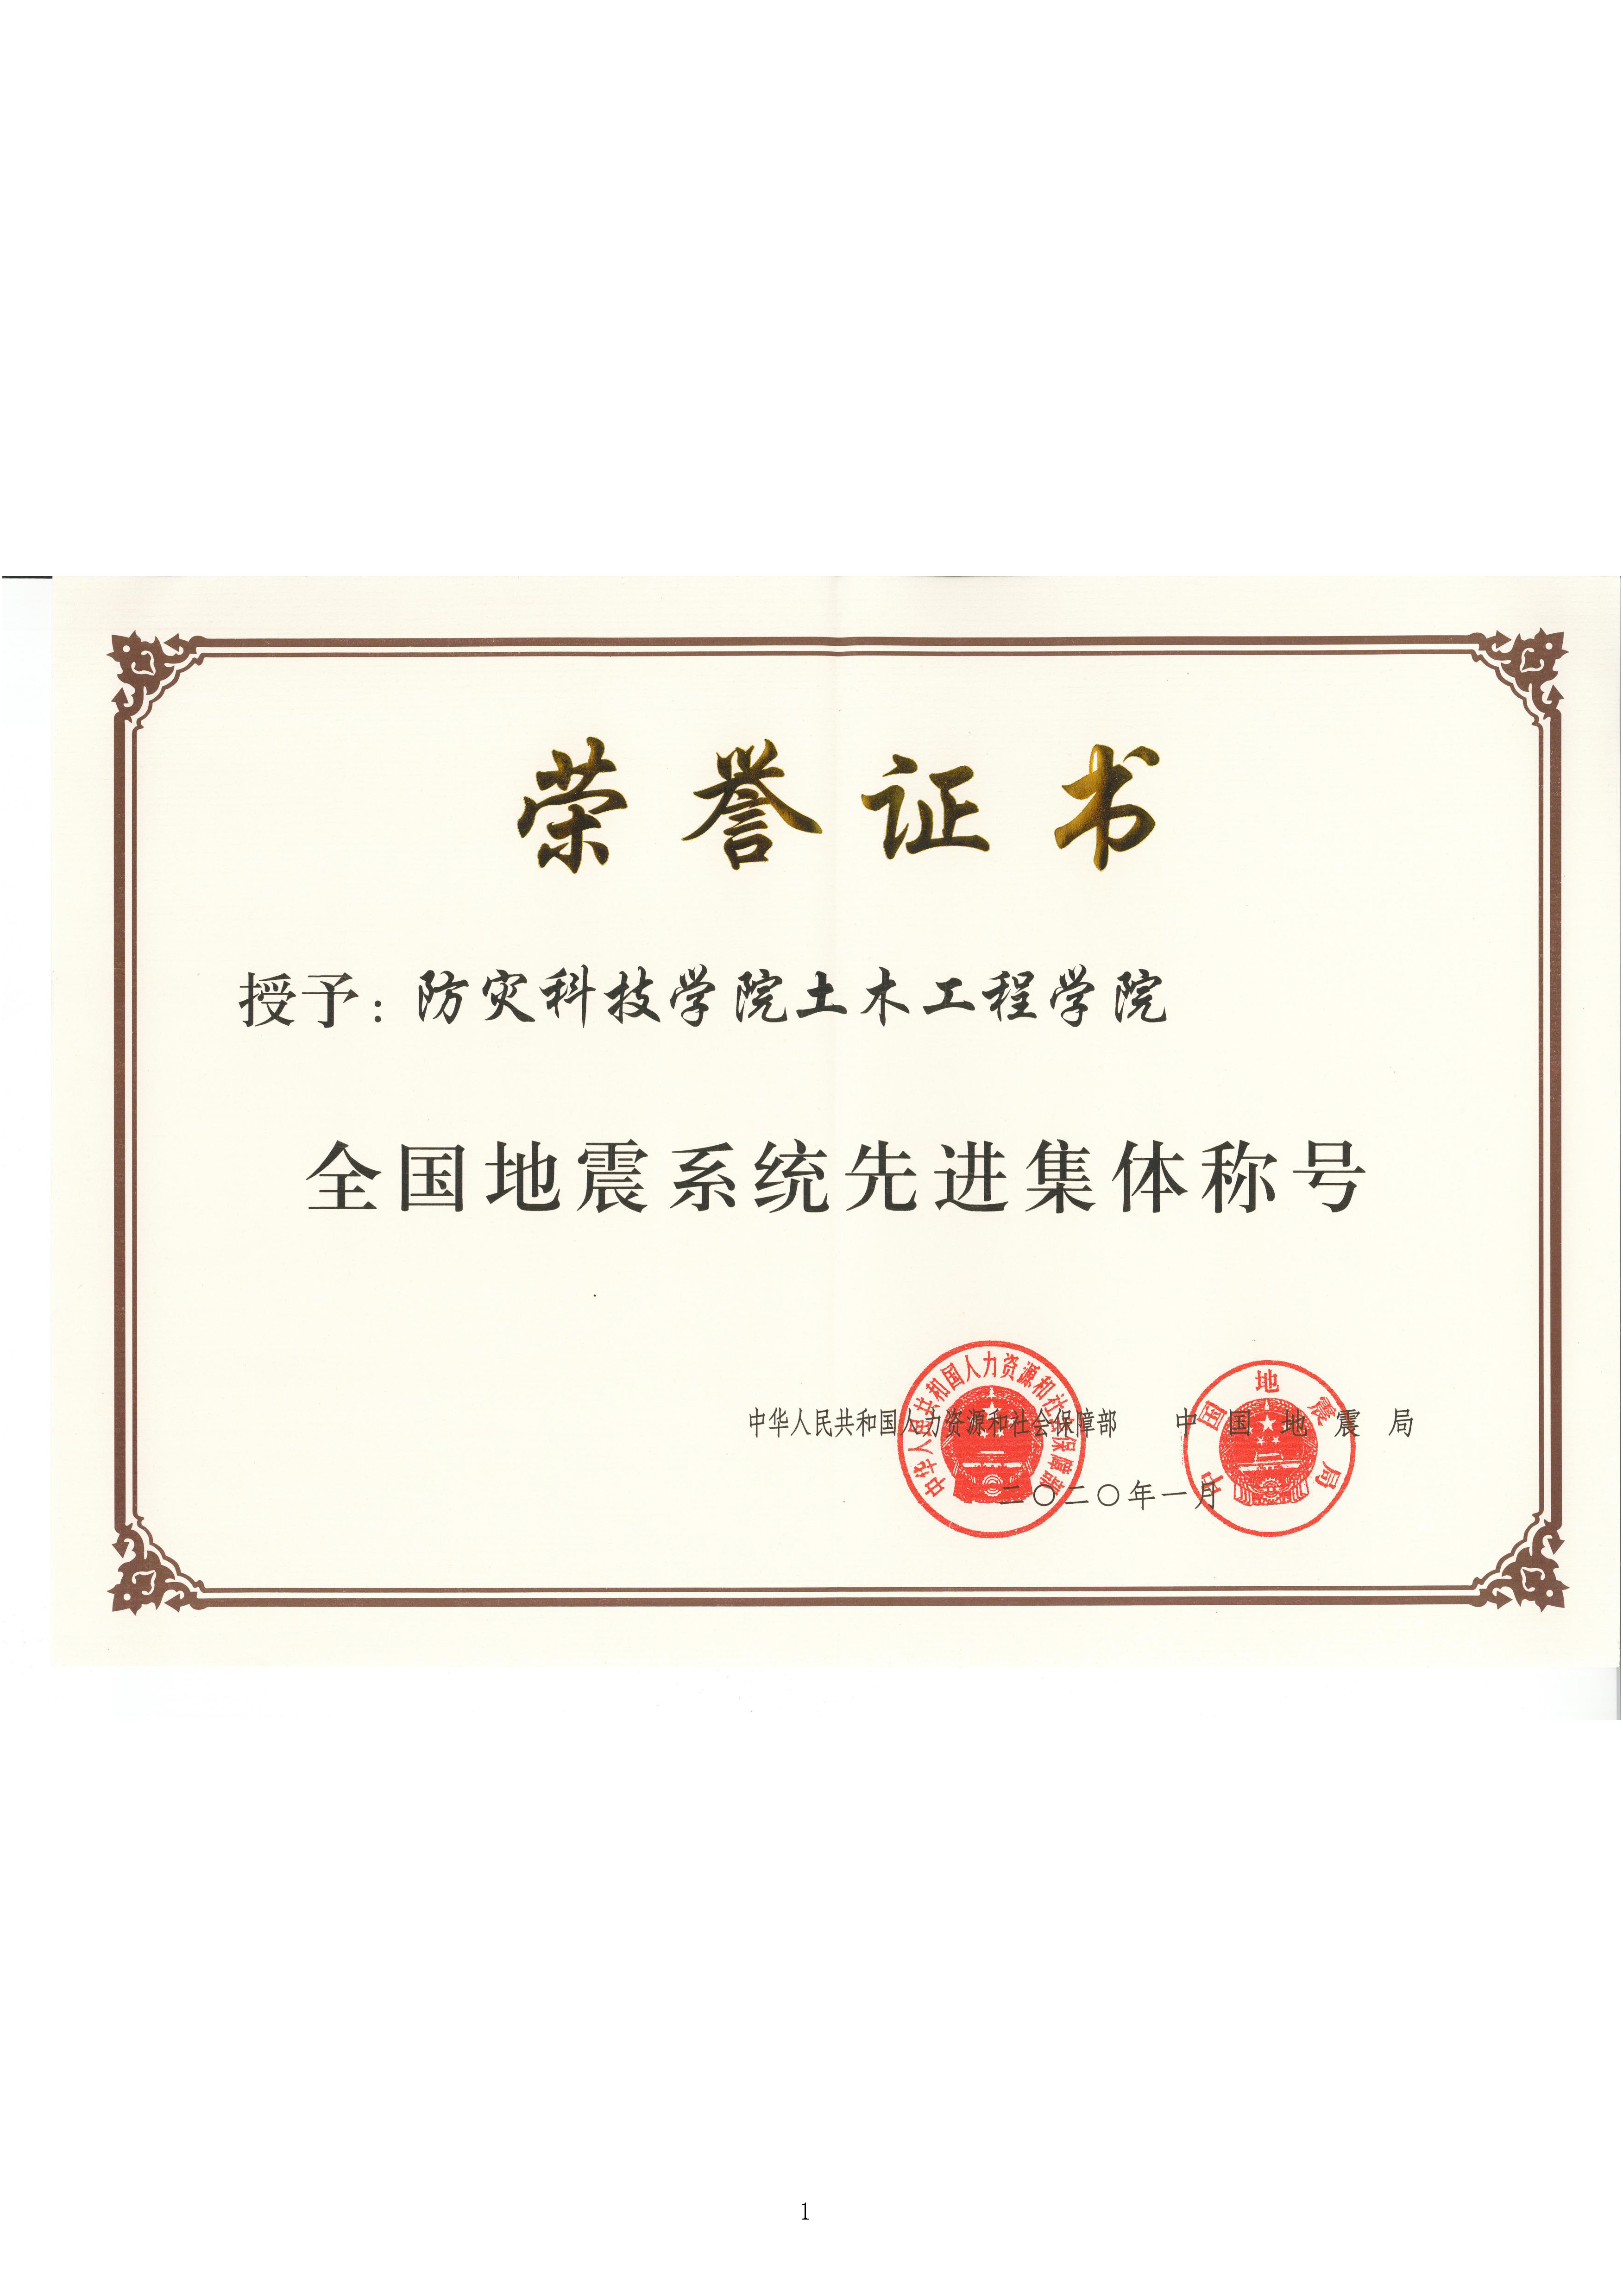 荣誉证书
授予：防灾科技学院土木工程学院
全国地震系统先进集体称号
中华人民共和国人力资源和社会保障部 中国地震局
二〇二〇年一月
中华人民共和国人力资源和社会保障部
中国地震局
1